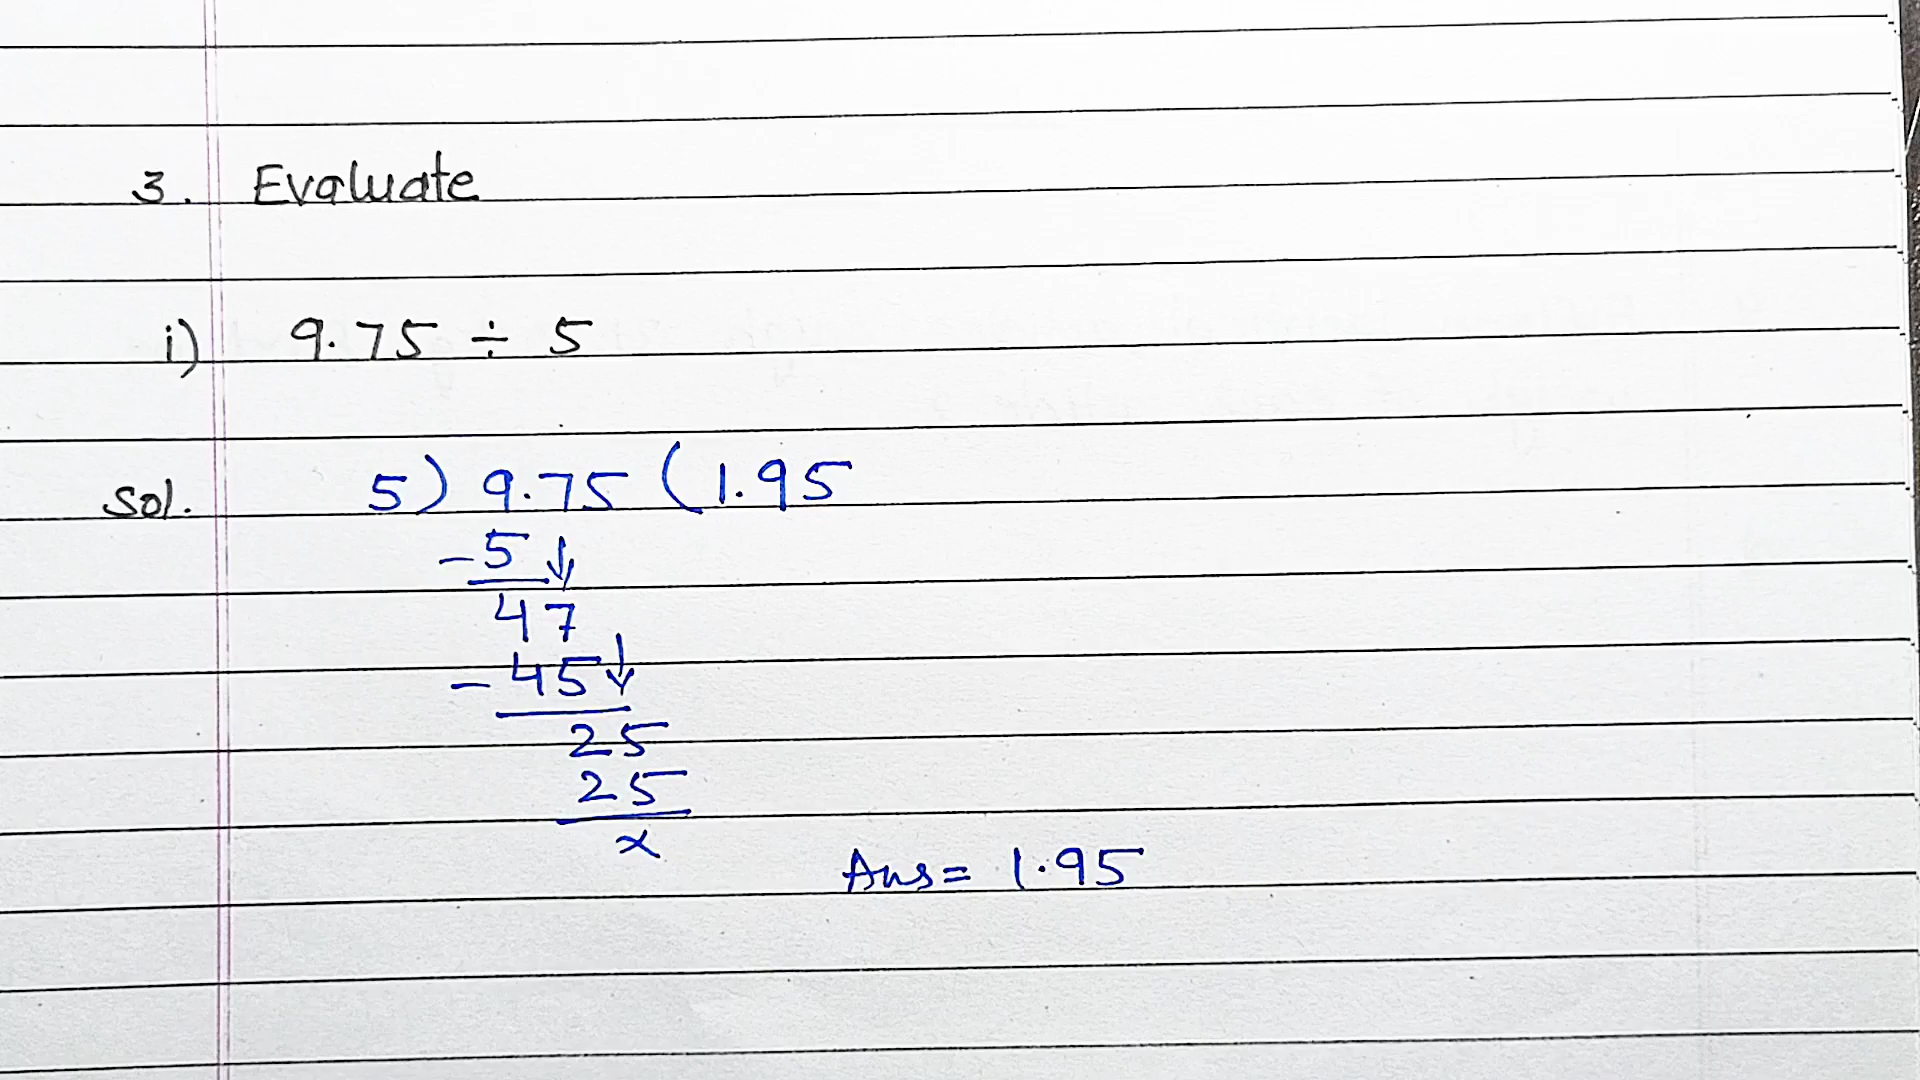 3. Evaluate
i) 9.75 ÷ 5
Sol. 5) 9.75 (1.95
-5 ↓
47
- 45↓
25
25
x
Ans = 1.95